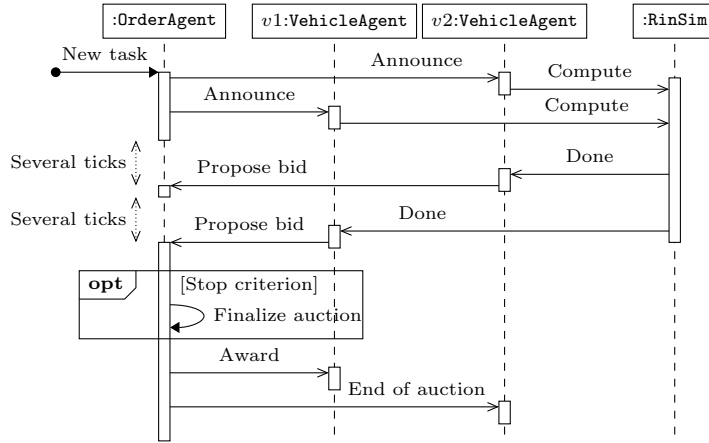 :OrderAgent v1:VehicleAgent v2:VehicleAgent :RinSim
New task
Announce
Compute
Announce
Compute
Several ticks
Done
Propose bid
Several ticks
Done
Propose bid
opt [Stop criterion]
Finalize auction
Award
End of auction